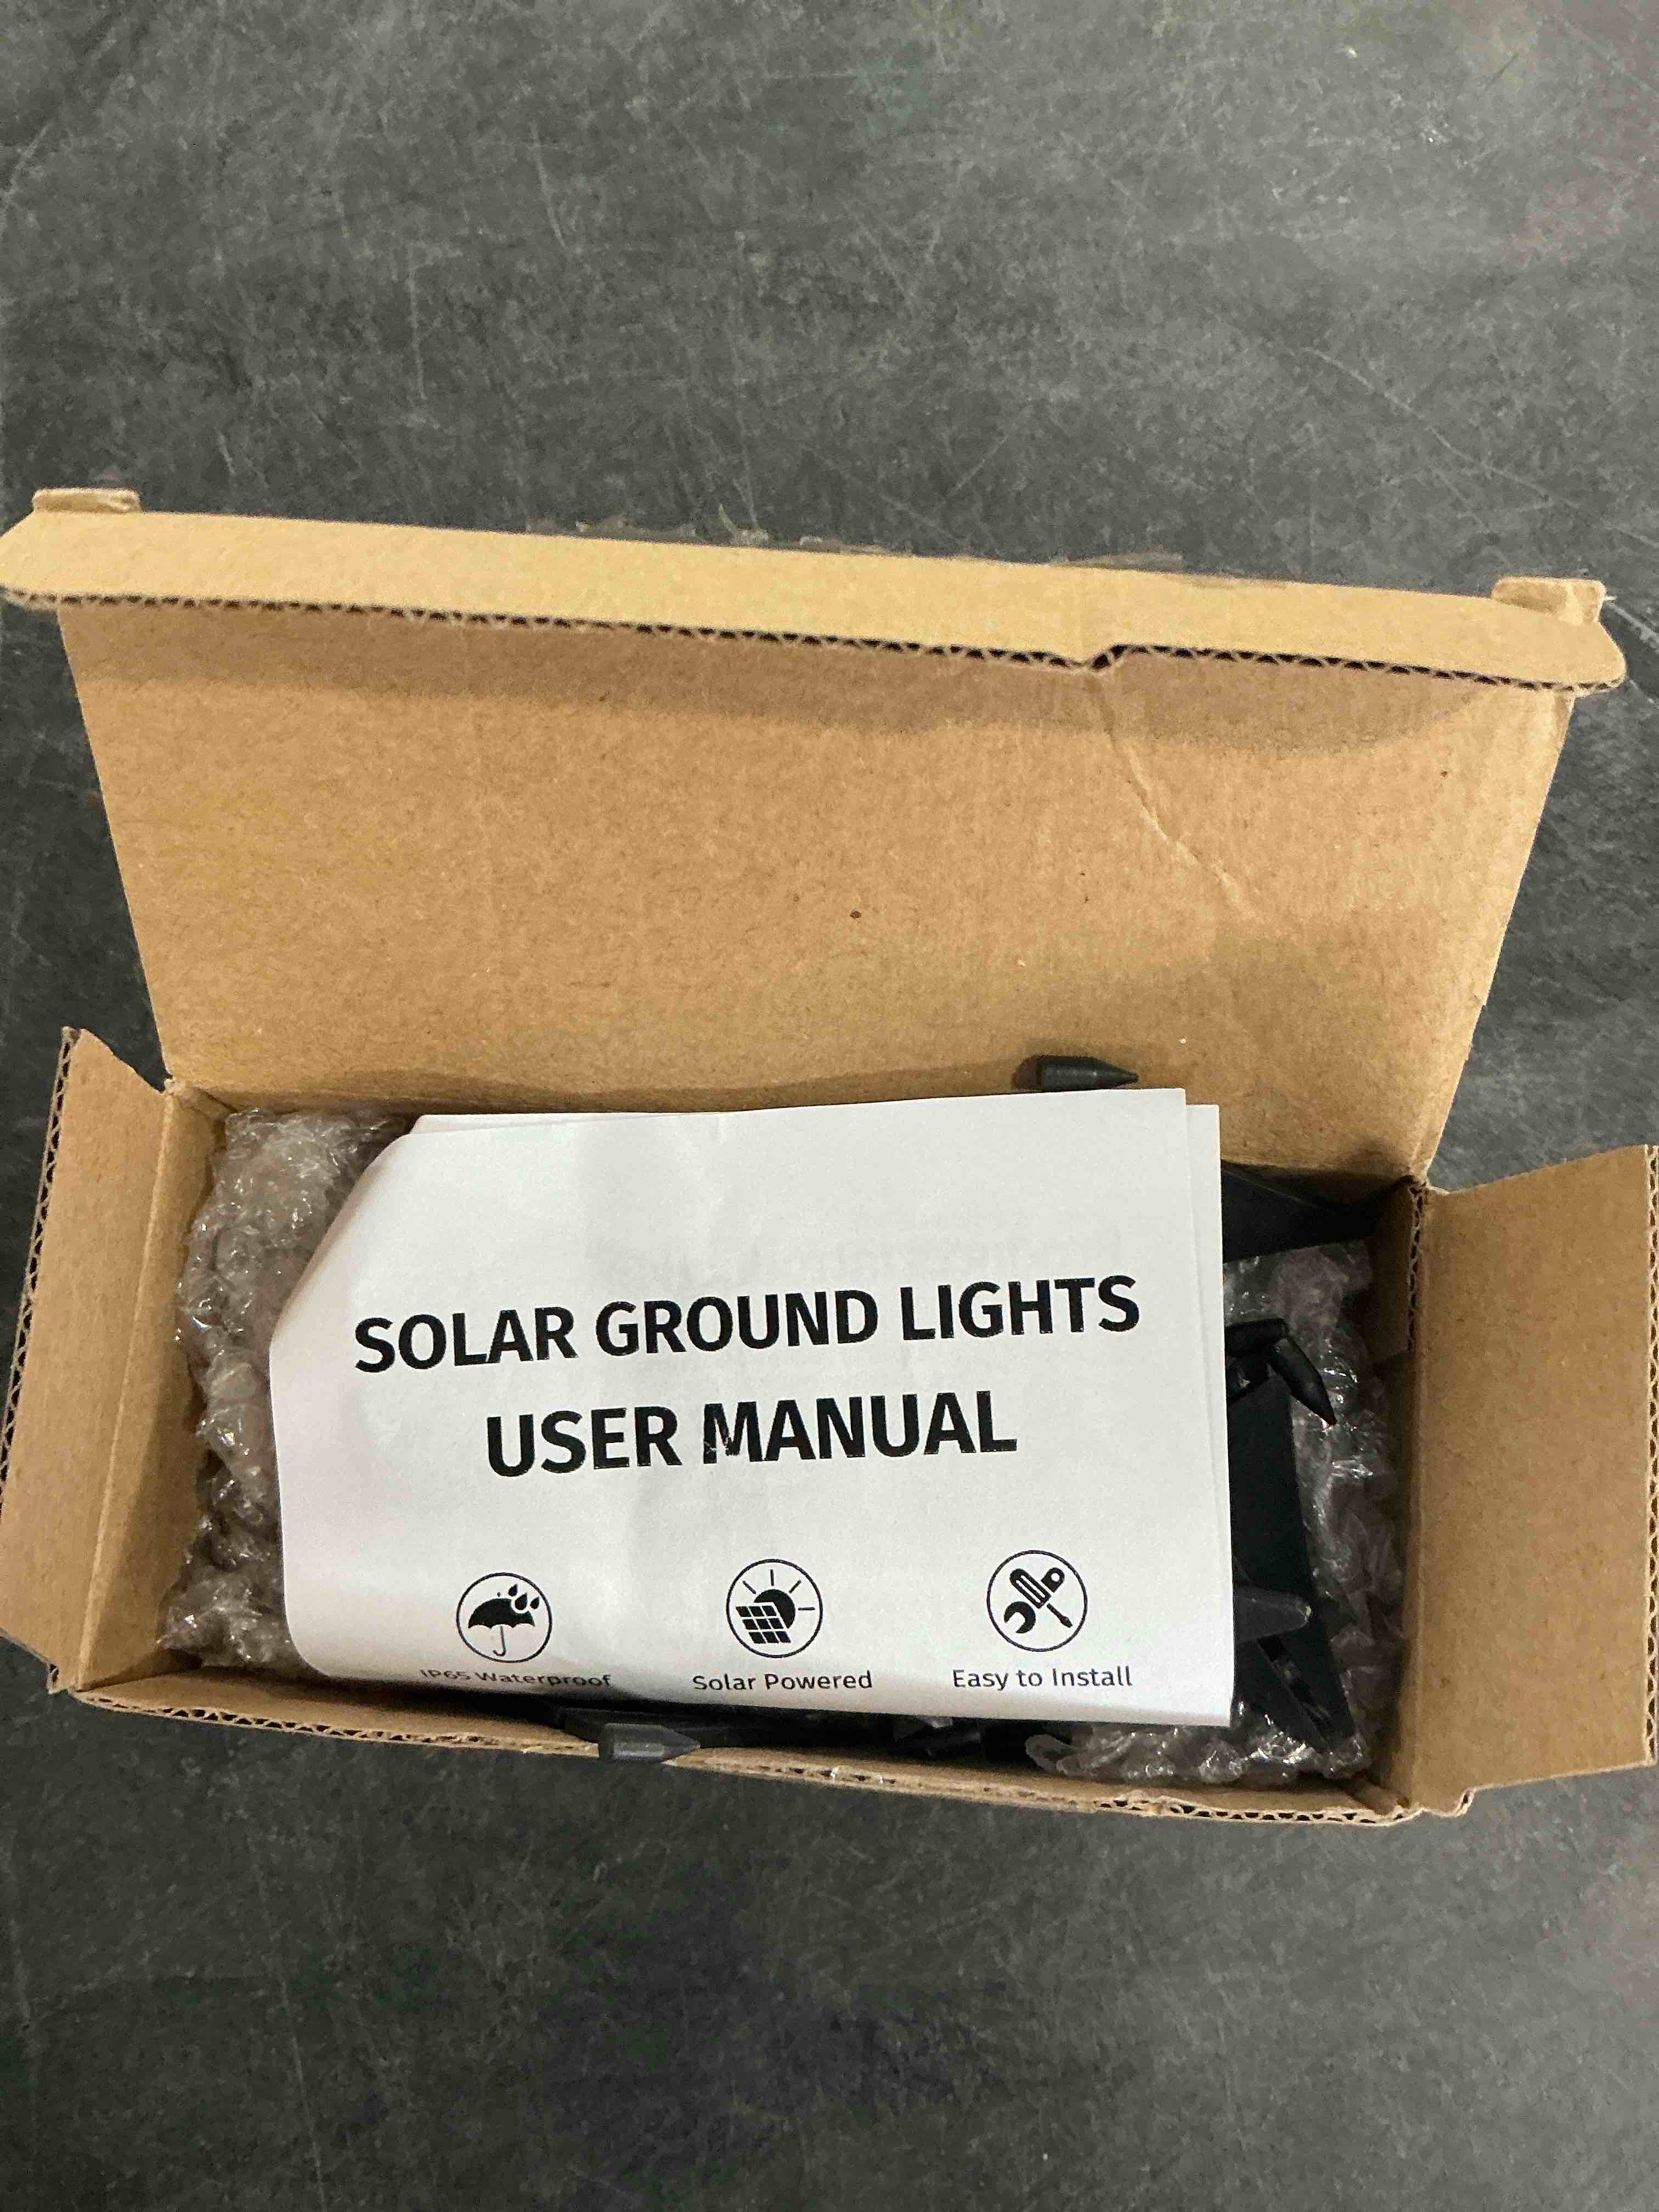 SOLAR GROUND LIGHTS
USER MANUAL
IP65 Waterproof
Solar Powered
Easy to Install